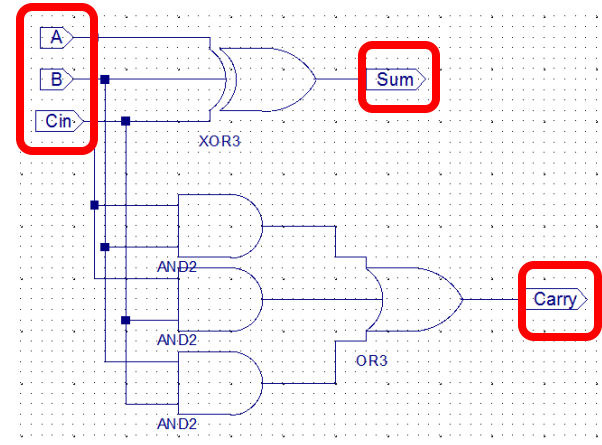 A
B
Sum
Cin
XOR3
AND2
Carry
AND2
OR3
AND2